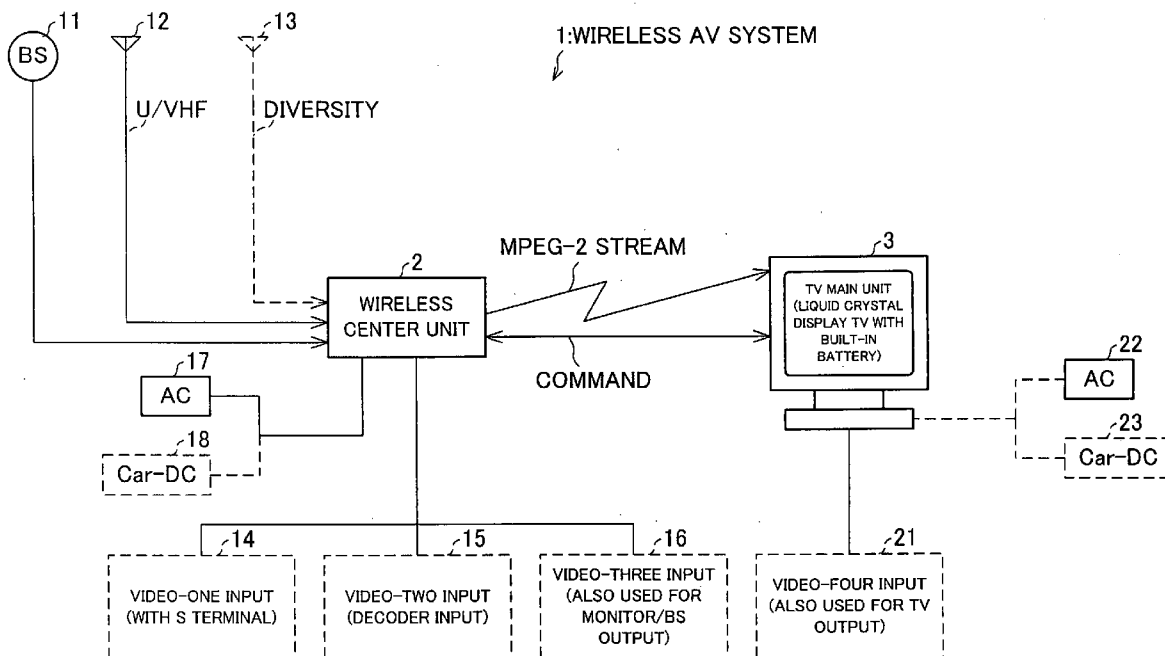 11
12
13
BS
1:WIRELESS AV SYSTEM
U/VHF
DIVERSITY
MPEG-2 STREAM
2
WIRELESS
CENTER UNIT
3
TV MAIN UNIT
(LIQUID CRYSTAL
DISPLAY TV WITH
BUILT-IN
BATTERY)
COMMAND
17
AC
18
Car-DC
22
AC
23
Car-DC
14
VIDEO-ONE INPUT
(WITH S TERMINAL)
15
VIDEO-TWO INPUT
(DECODER INPUT)
16
VIDEO-THREE INPUT
(ALSO USED FOR
MONITOR/BS
OUTPUT)
21
VIDEO-FOUR INPUT
(ALSO USED FOR TV
OUTPUT)